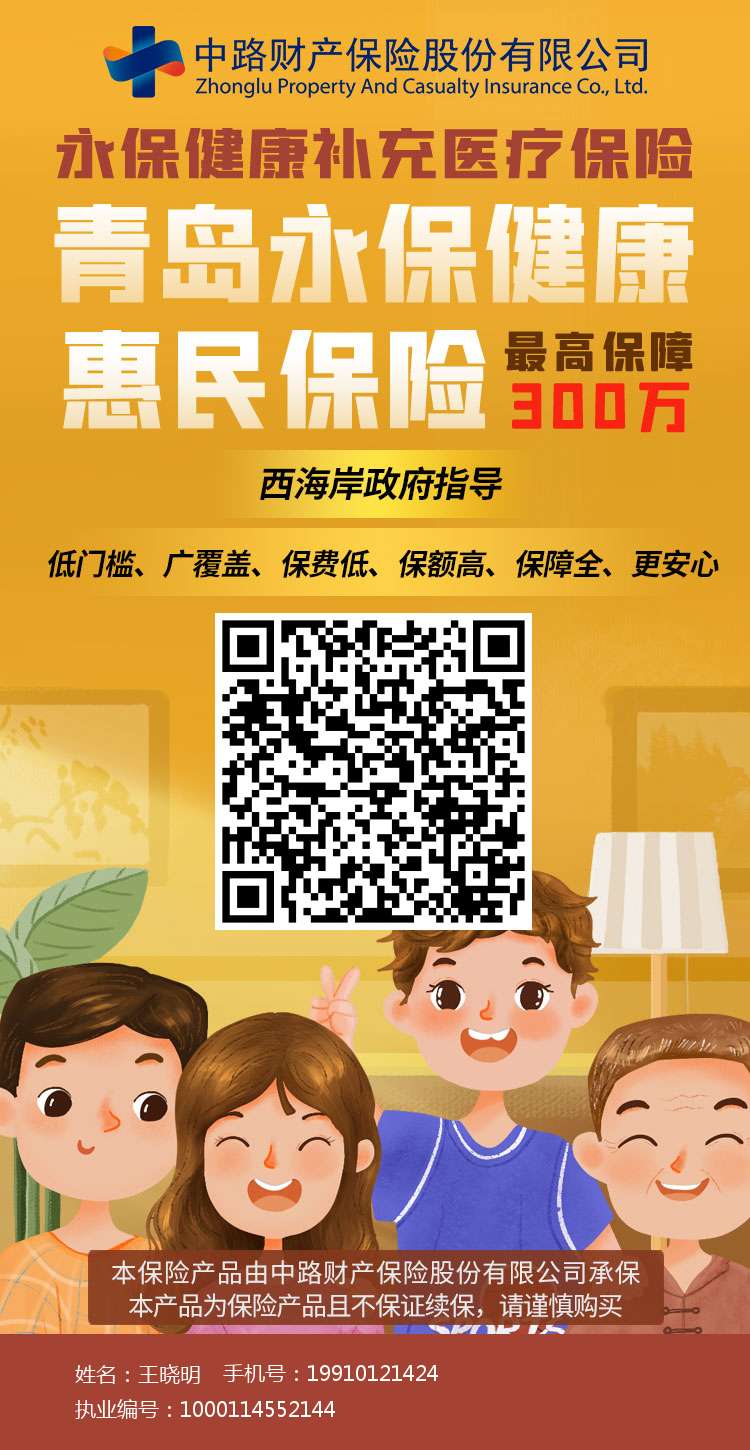 中路财产保险股份有限公司
Zhonglu Property And Casualty Insurance Co., Ltd.
永保健康补充医疗保险
青岛永保健康
惠民保险
最高保障
300万
西海岸政府指导
低门槛、广覆盖、保费低、保额高、保障全、更安心
本保险产品由中路财产保险股份有限公司承保
本产品为保险产品且不保证续保，请谨慎购买
SPORTS
姓名：王晓明 手机号：19910121424
执业编号：1000114552144